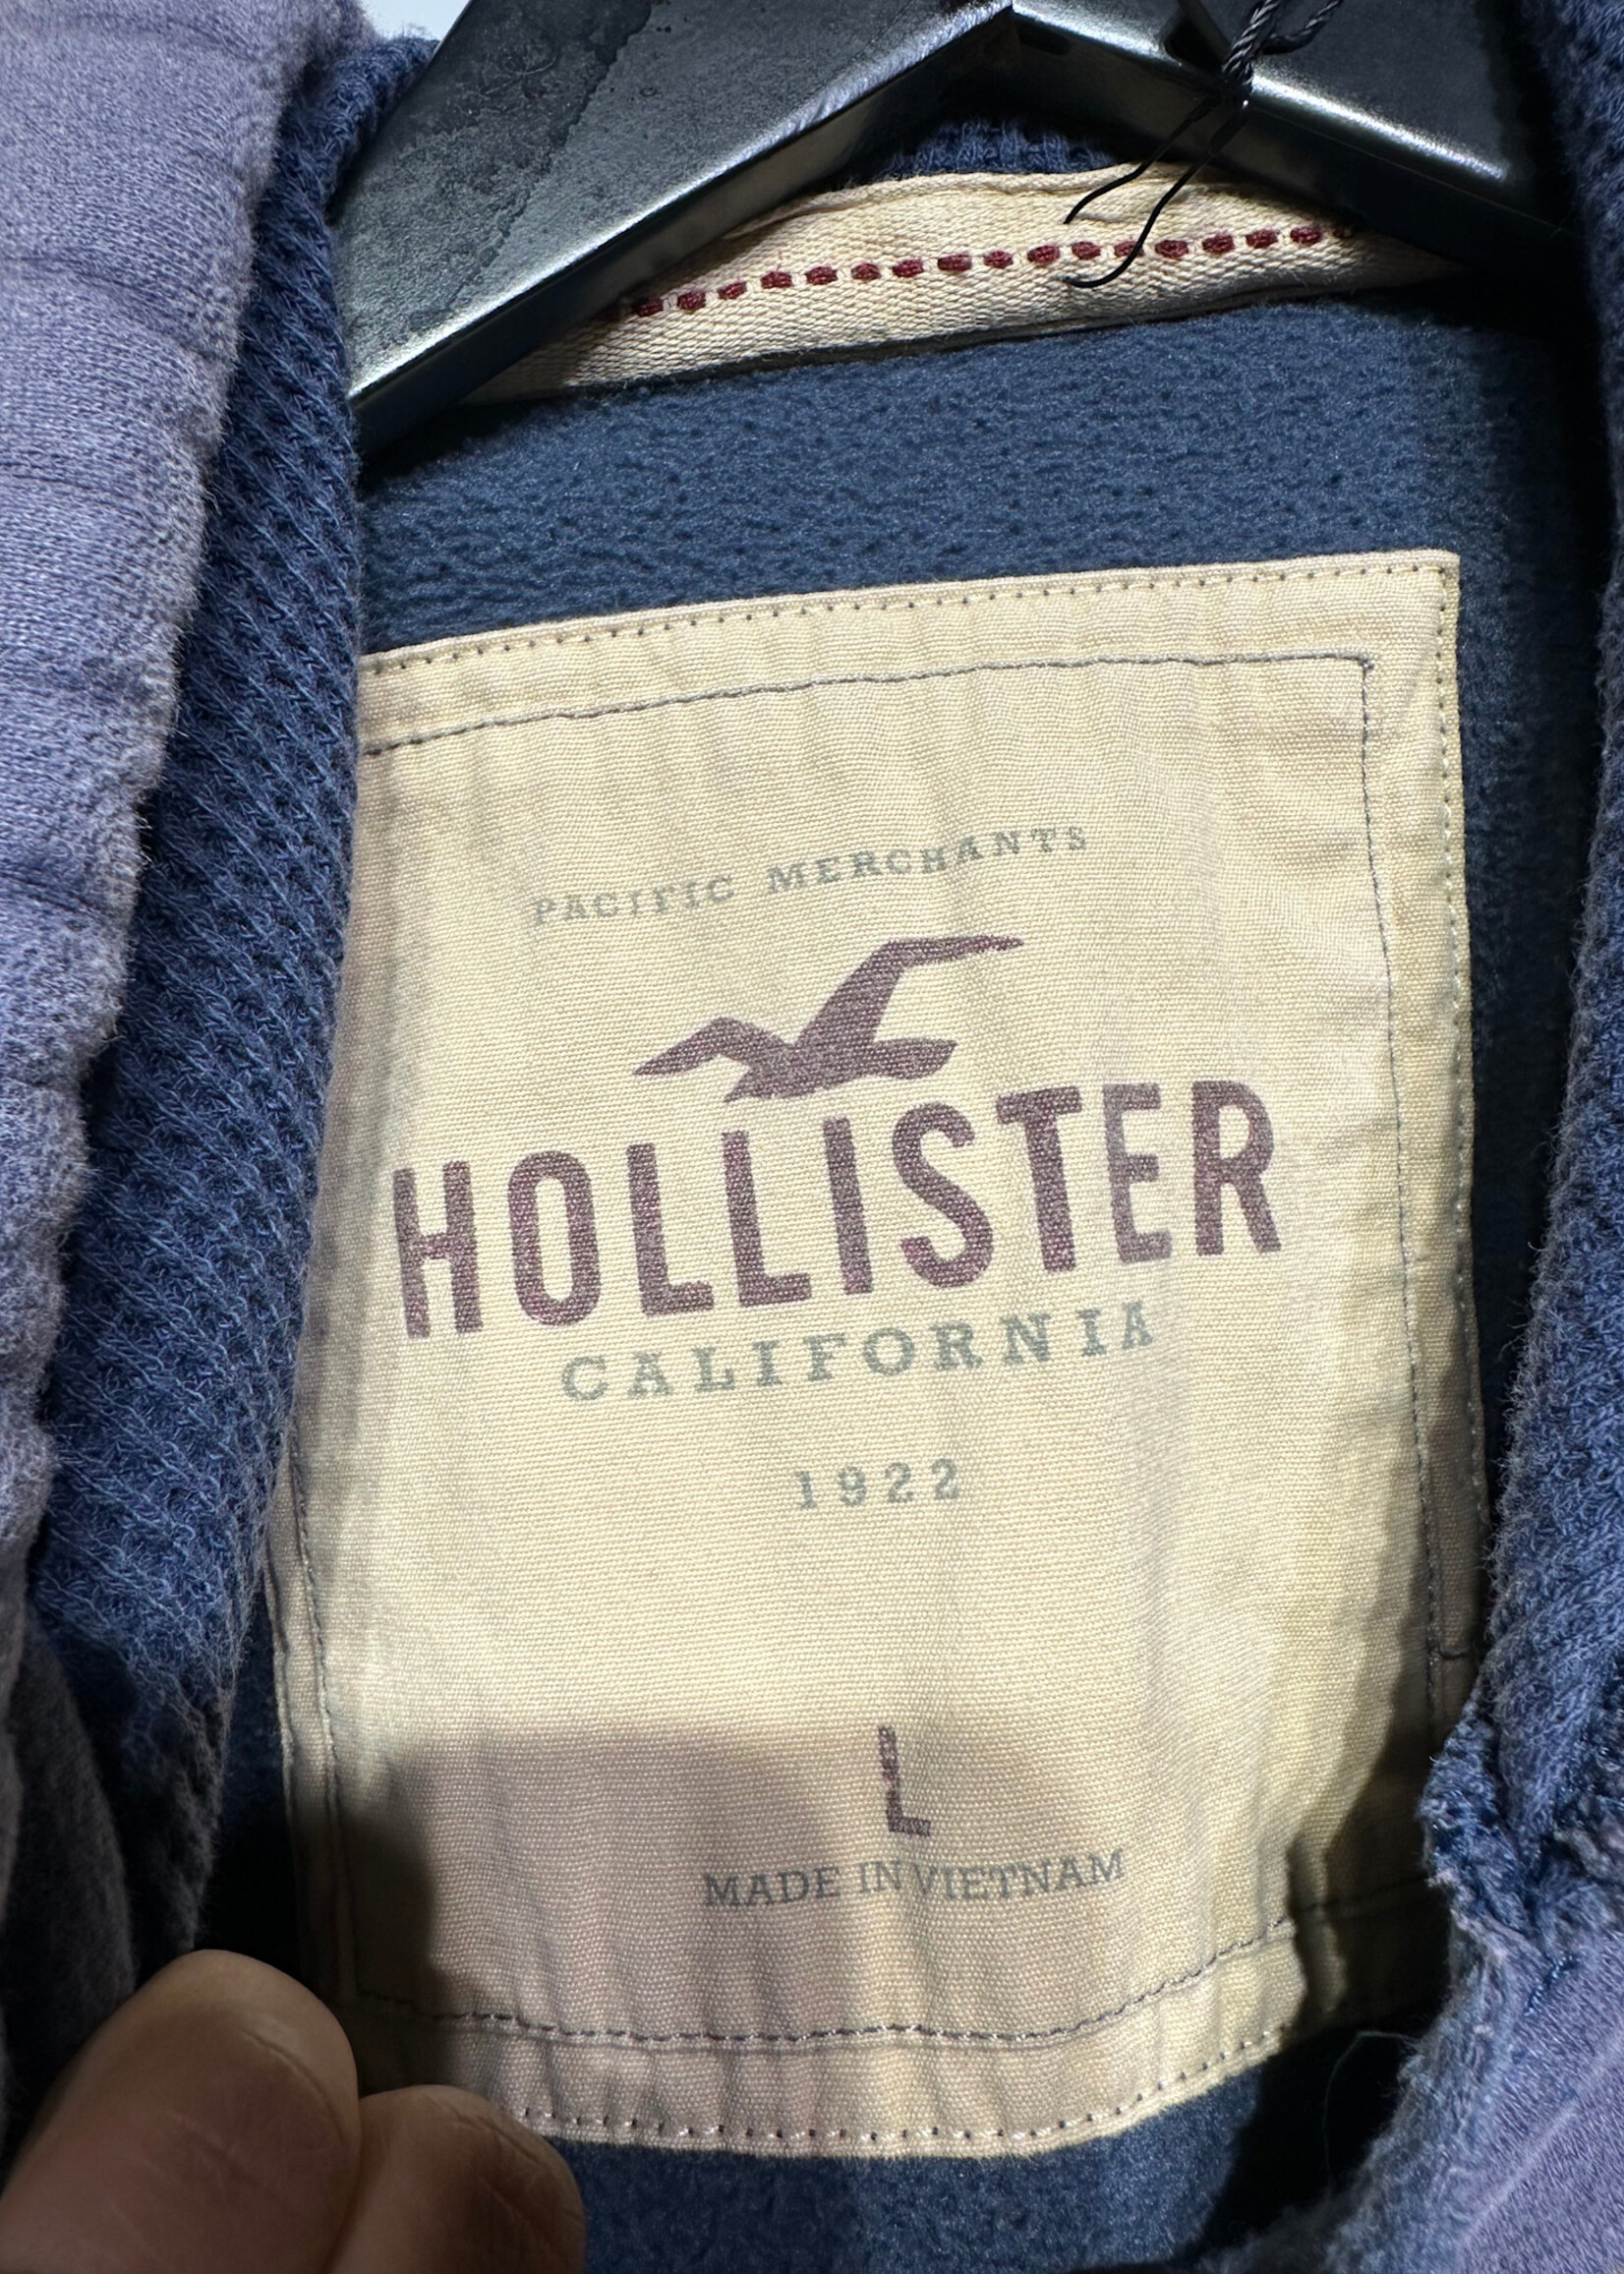 PACIFIC MERCHANTS
HOLLISTER
CALIFORNIA
1922
L
MADE IN VIETNAM